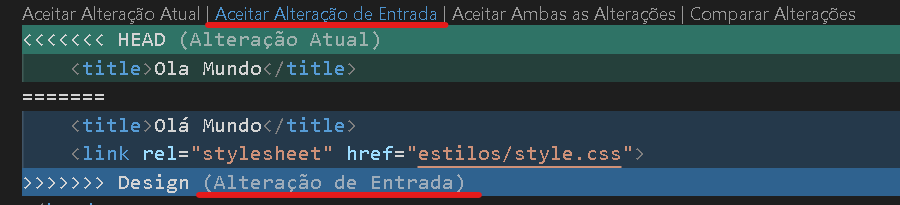 Aceitar Alteração Atual | Aceitar Alteração de Entrada | Aceitar Ambas as Alterações | Comparar Alterações
<<<<<<< HEAD (Alteração Atual)
<title>Ola Mundo</title>
=======
<title>Olá Mundo</title>
<link rel="stylesheet" href="estilos/style.css">
>>>>>>> Design (Alteração de Entrada)